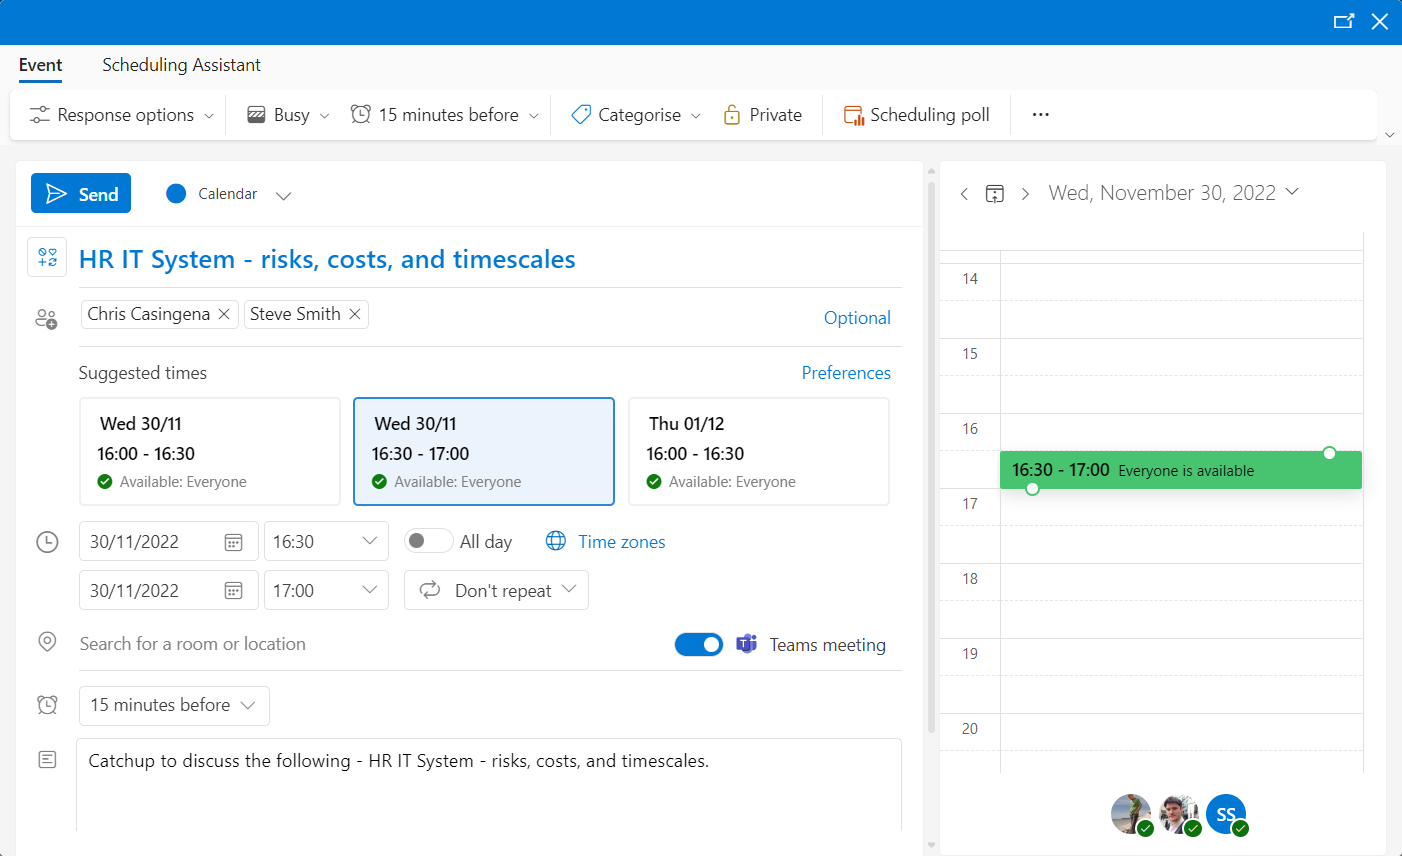 Event Scheduling Assistant
Response options Busy 15 minutes before Categorise Private Scheduling poll ...
Send Calendar
HR IT System - risks, costs, and timescales
Chris Casingena Steve Smith Optional
Suggested times Preferences
Wed 30/11 Wed 30/11 Thu 01/12
16:00 - 16:30 16:30 - 17:00 16:00 - 16:30
Available: Everyone Available: Everyone Available: Everyone
30/11/2022 16:30 All day Time zones
30/11/2022 17:00 Don't repeat
Search for a room or location T Teams meeting
15 minutes before
Catchup to discuss the following - HR IT System - risks, costs, and timescales.
Wed, November 30, 2022
14
15
16
16:30 - 17:00 Everyone is available
17
18
19
20
SS